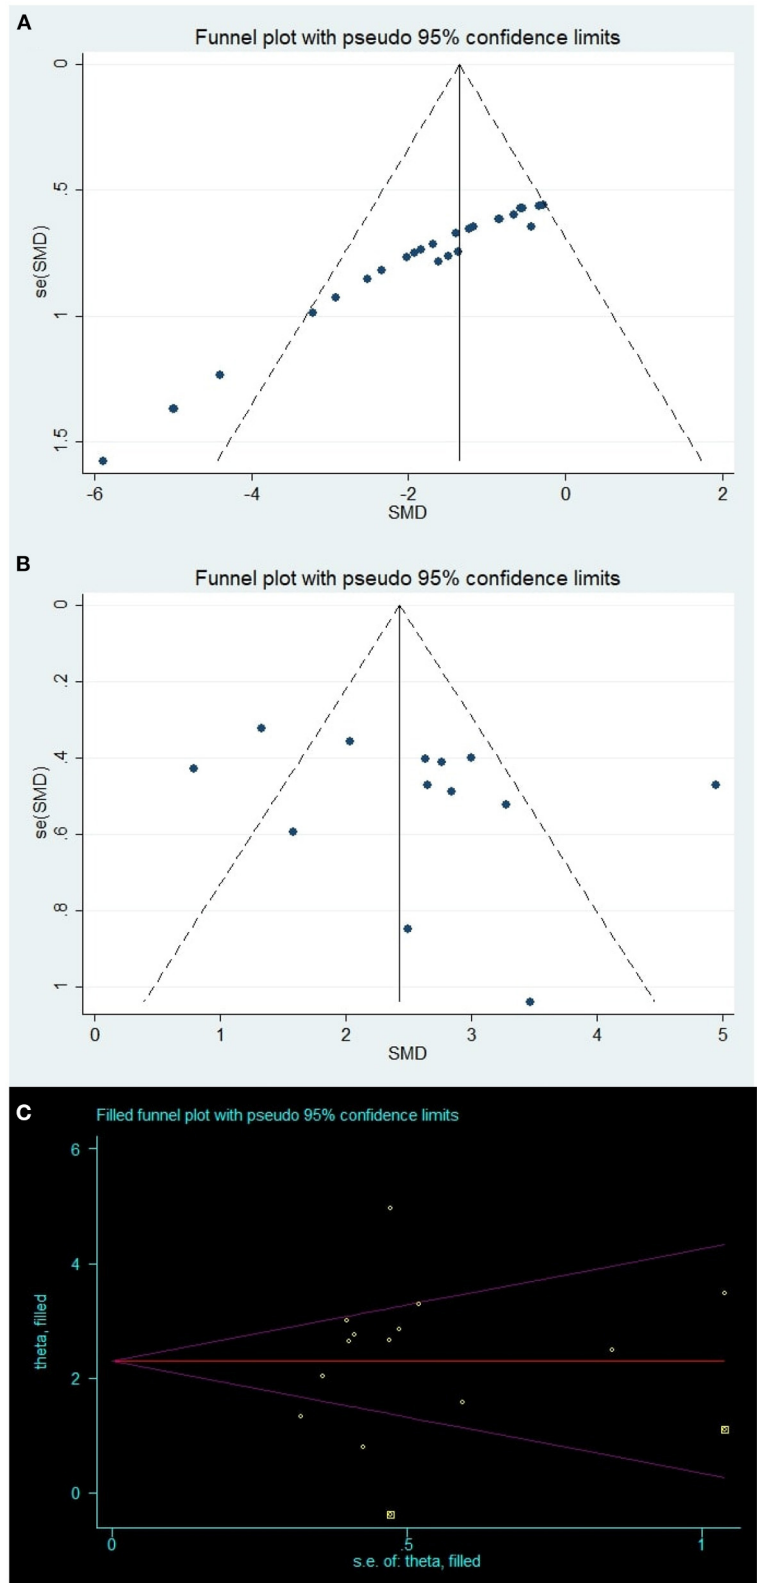 A
Funnel plot with pseudo 95% confidence limits
0
.5
1
1.5
se(SMD)
-6 -4 -2 0 2
SMD
B
Funnel plot with pseudo 95% confidence limits
0
.2
.4
.6
.8
1
se(SMD)
0 1 2 3 4 5
SMD
C
Filled funnel plot with pseudo 95% confidence limits
6
4
2
0
theta, filled
0 .5 1
s.e. of: theta, filled